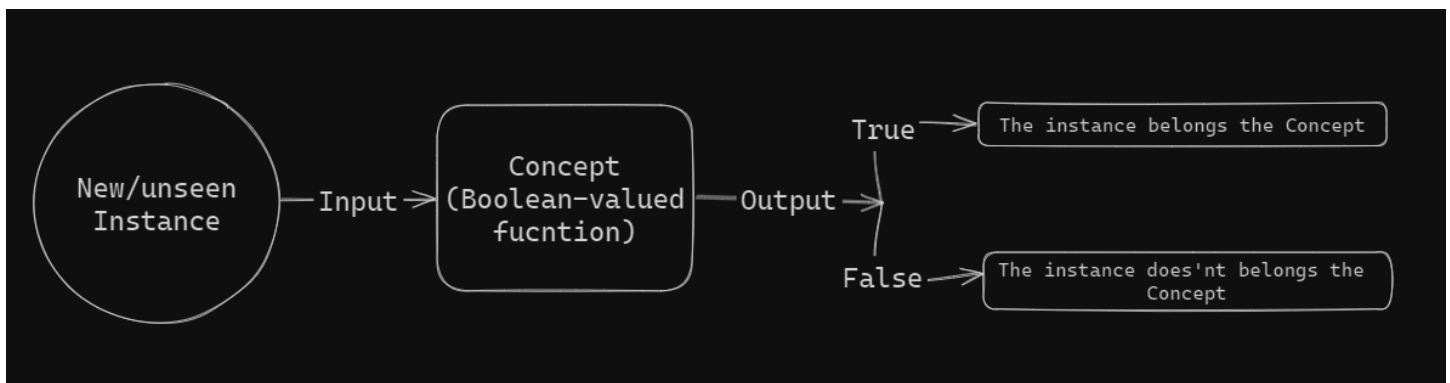 New/unseen
Instance
Input
Concept
(Boolean-valued
fucntion)
Output
True
The instance belongs the Concept
False
The instance does'nt belongs the
Concept